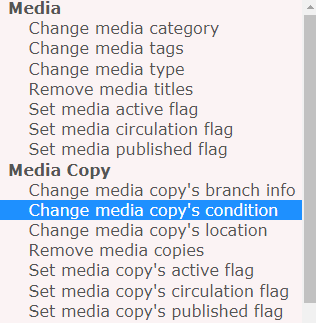 Media
Change media category
Change media tags
Change media type
Remove media titles
Set media active flag
Set media circulation flag
Set media published flag
Media Copy
Change media copy's branch info
Change media copy's condition
Change media copy's location
Remove media copies
Set media copy's active flag
Set media copy's circulation flag
Set media copy's published flag